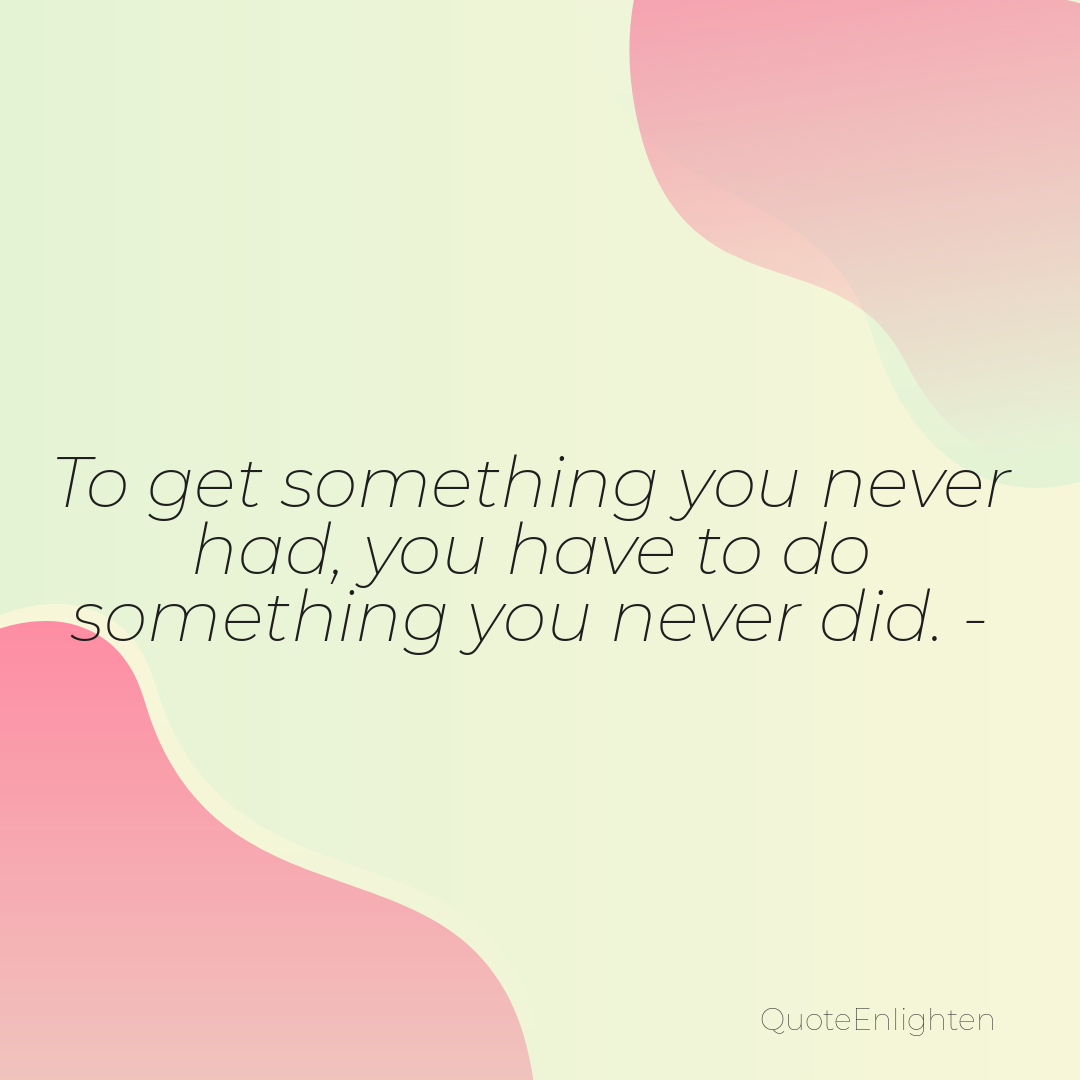 To get something you never
had, you have to do
something you never did. -
QuoteEnlighten